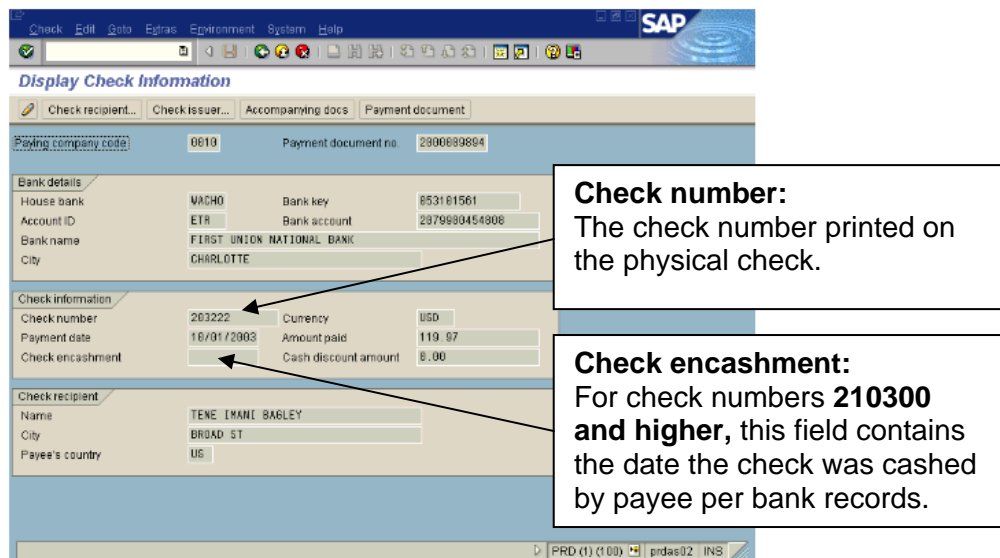 Check Edit Goto Extras Environment System Help
SAP
Display Check Information
Check recipient... Check issuer... Accompanying docs Payment document
Paying company code 0010 Payment document no. 2000089894
Bank details
House bank WACHO Bank key 053101561
Account ID ETR Bank account 2079980454808
Bank name FIRST UNION NATIONAL BANK
City CHARLOTTE
Check information
Check number 203222 Currency USD
Payment date 10/01/2003 Amount paid 119.97
Check encashment Cash discount amount 0.00
Check recipient
Name TENE IMANI BAGLEY
City BROAD ST
Payee's country US
PRD (1) (100) prdas02 INS
Check number:
The check number printed on
the physical check.
Check encashment:
For check numbers 210300
and higher, this field contains
the date the check was cashed
by payee per bank records.